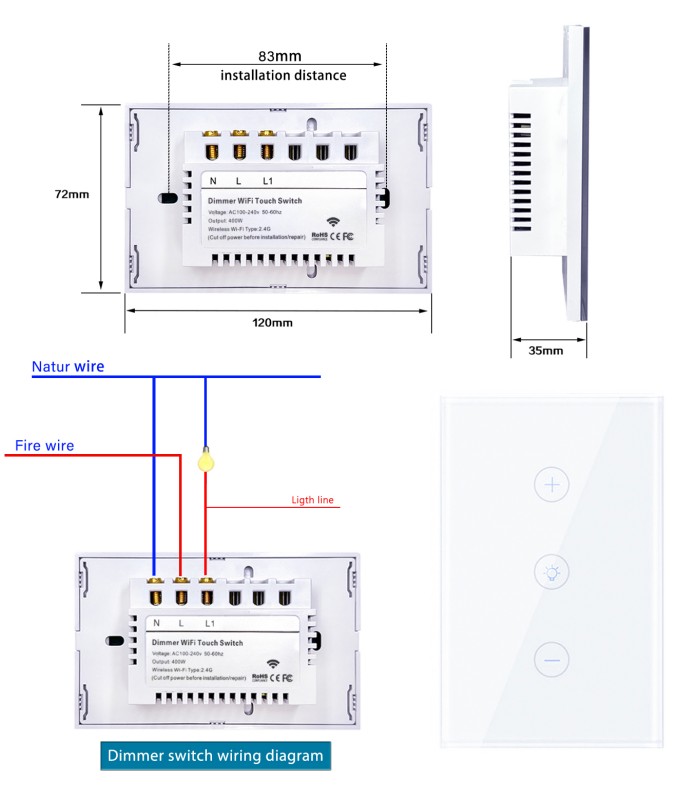 83mm
installation distance
72mm
N L L1
Dimmer WiFi Touch Switch
Voltage: AC100-240v 50-60hz
Output: 400W
Wireless Wi-Fi Type:2.4G
(Cut off power before installation/repair) RoHS CE FC
COMPLIANCE
120mm
35mm
Natur wire
Fire wire
Ligth line
N L L1
Dimmer WiFi Touch Switch
Voltage: AC100-240v 50-60hz
Output: 400W
Wireless Wi-Fi Type:2.4G
(Cut off power before installation/repair) RoHS CE FC
COMPLIANCE
Dimmer switch wiring diagram